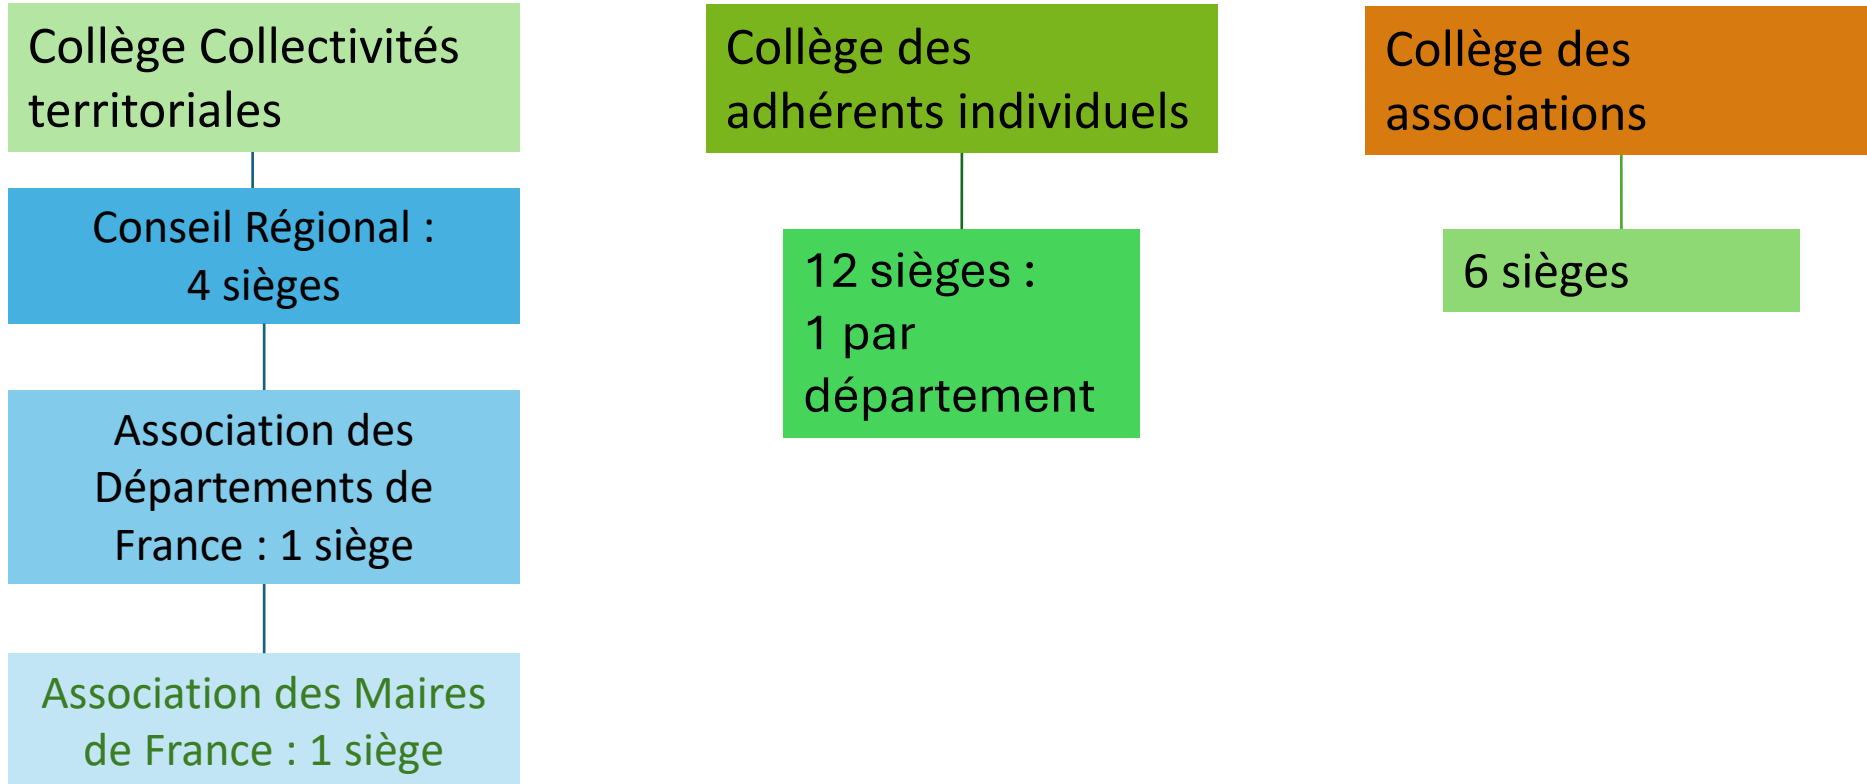 Collège Collectivités
territoriales
Conseil Régional :
4 sièges
Association des
Départements de
France : 1 siège
Association des Maires
de France : 1 siège
Collège des
adhérents individuels
12 sièges :
1 par
département
Collège des
associations
6 sièges